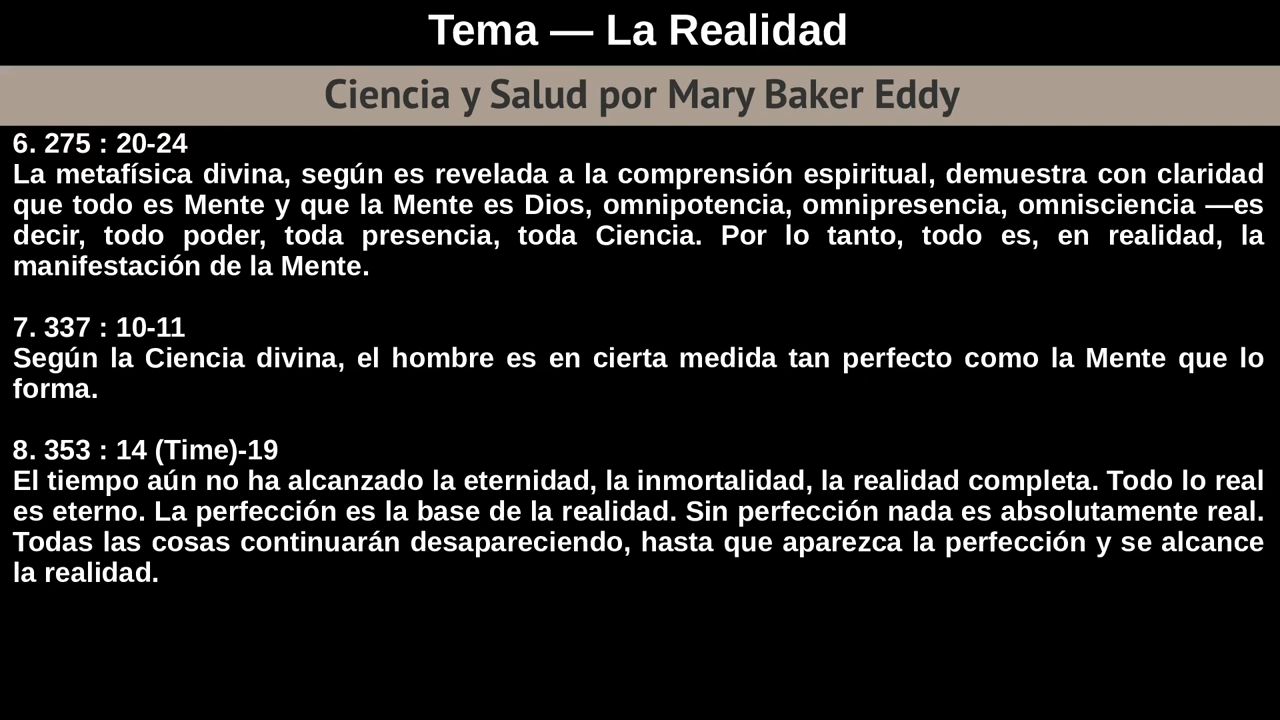 Tema — La Realidad
Ciencia y Salud por Mary Baker Eddy
6. 275 : 20-24
La metafísica divina, según es revelada a la comprensión espiritual, demuestra con claridad
que todo es Mente y que la Mente es Dios, omnipotencia, omnipresencia, omnisciencia —es
decir, todo poder, toda presencia, toda Ciencia. Por lo tanto, todo es, en realidad, la
manifestación de la Mente.
7. 337 : 10-11
Según la Ciencia divina, el hombre es en cierta medida tan perfecto como la Mente que lo
forma.
8. 353 : 14 (Time)-19
El tiempo aún no ha alcanzado la eternidad, la inmortalidad, la realidad completa. Todo lo real
es eterno. La perfección es la base de la realidad. Sin perfección nada es absolutamente real.
Todas las cosas continuarán desapareciendo, hasta que aparezca la perfección y se alcance
la realidad.